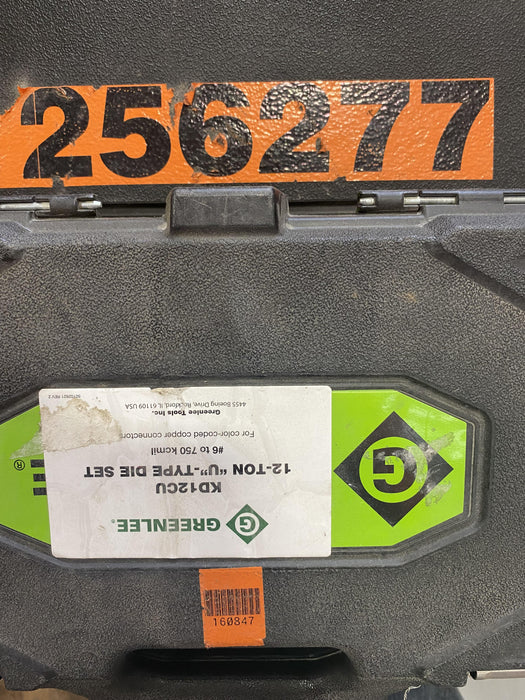 256277
GREENLEE®
KD12CU
12-TON "U"-TYPE DIE SET
#6 to 750 kcmil
For color-coded copper connectors
Greenlee Tools Inc.
4455 Boeing Drive, Rockford, IL 61109 USA
G
®
160847